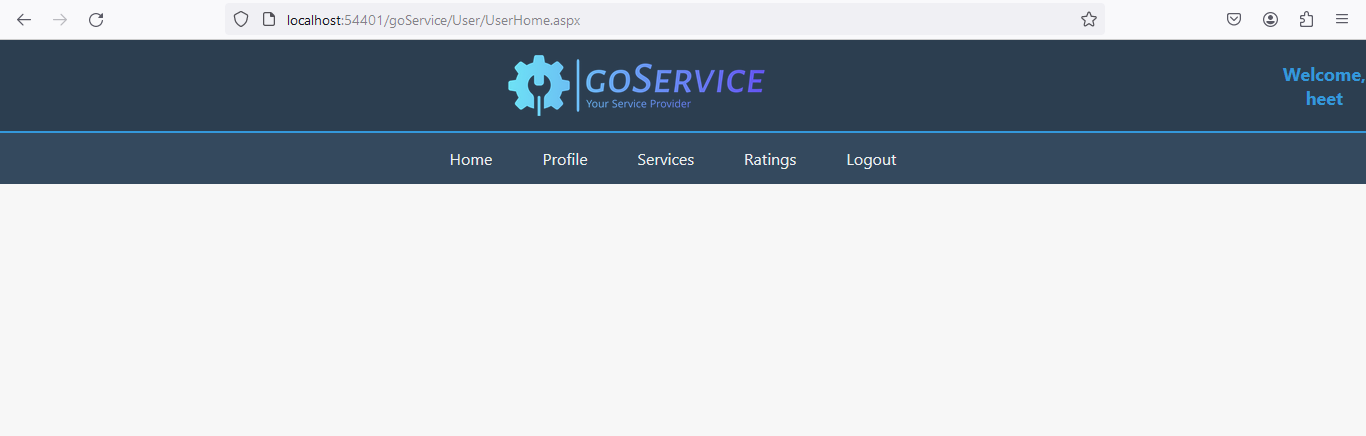 localhost:54401/goService/User/UserHome.aspx
GOSERVICE
Your Service Provider
Welcome,
heet
Home Profile Services Ratings Logout